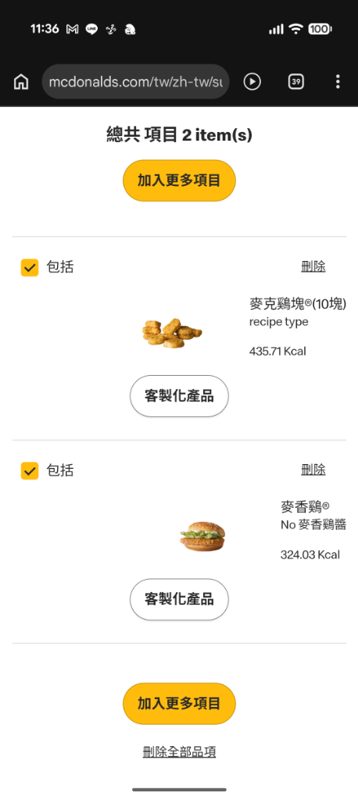 11:36
100
mcdonalds.com/tw/zh-tw/su
39
總共 項目 2 item(s)
加入更多項目
包括
刪除
麥克鷄塊®(10塊)
recipe type
435.71 Kcal
客製化產品
包括
刪除
麥香鷄®
No 麥香鷄醬
324.03 Kcal
客製化產品
加入更多項目
刪除全部品項